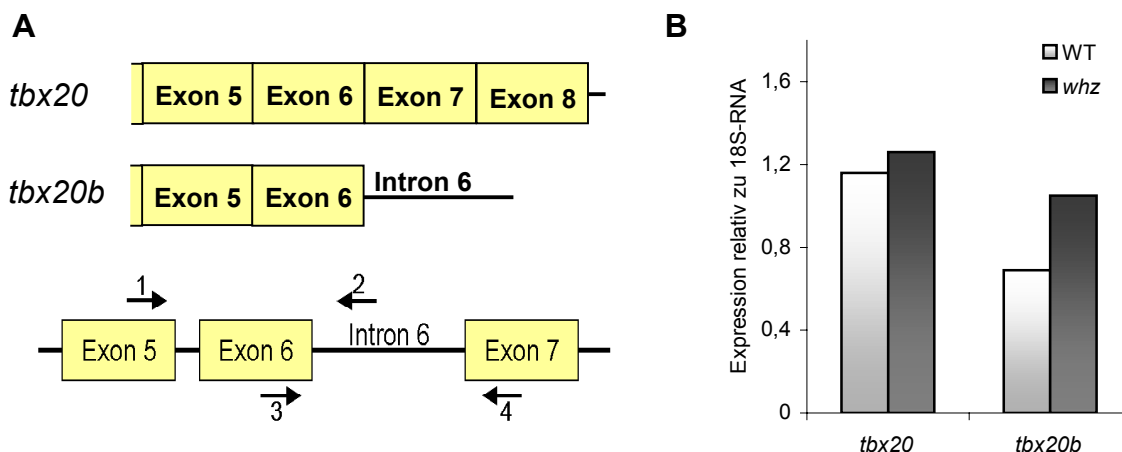 A
tbx20
Exon 5 Exon 6 Exon 7 Exon 8
tbx20b
Exon 5 Exon 6 Intron 6
1 2
Exon 5 Exon 6 Intron 6 Exon 7
3 4
B
Expression relativ zu 18S-RNA
1,6
1,2
0,8
0,4
0
WT
whz
tbx20 tbx20b